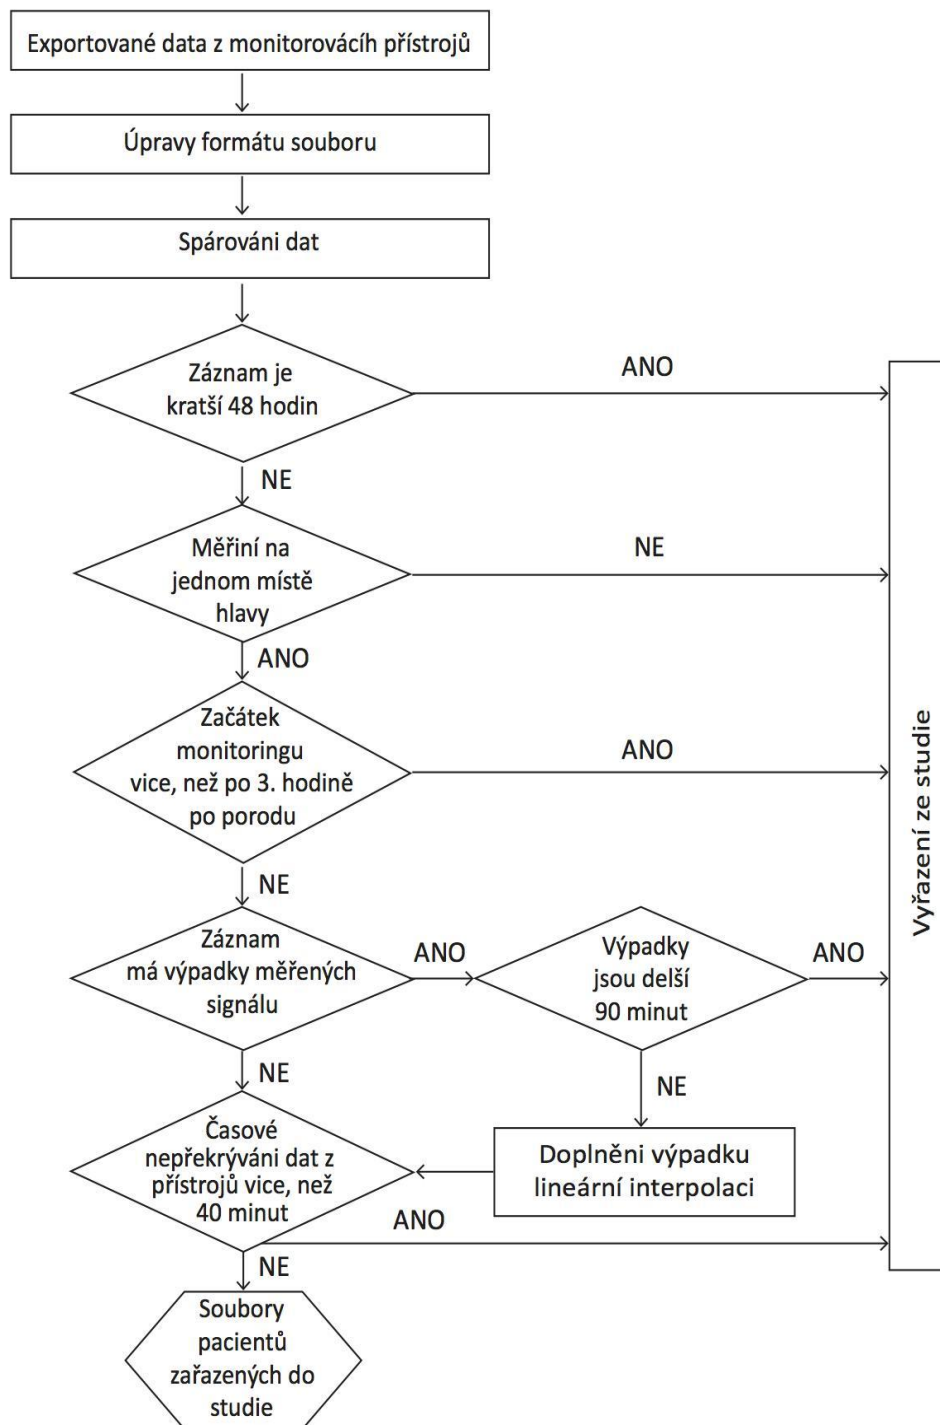 Exportované data z monitorovácíh přístrojů
Úpravy formátu souboru
Spárováni dat
Záznam je
kratší 48 hodin
ANO
NE
Měřiní na
jednom místě
hlavy
NE
ANO
Začátek
monitoringu
vice, než po 3. hodině
po porodu
ANO
NE
Záznam
má výpadky měřených
signálu
ANO
Výpadky
jsou delší
90 minut
ANO
NE
NE
Doplněni výpadku
lineární interpolaci
Časové
nepřekrýváni dat z
přístrojů vice, než
40 minut
ANO
NE
Soubory
pacientů
zařazených do
studie
Vyřazení ze studie